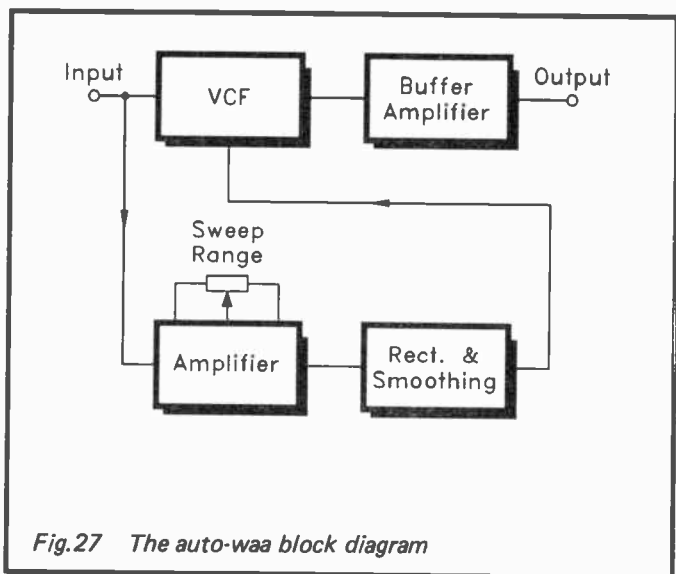 Input
VCF
Buffer
Amplifier
Output
Sweep
Range
Amplifier
Rect. &
Smoothing
Fig.27 The auto-waa block diagram